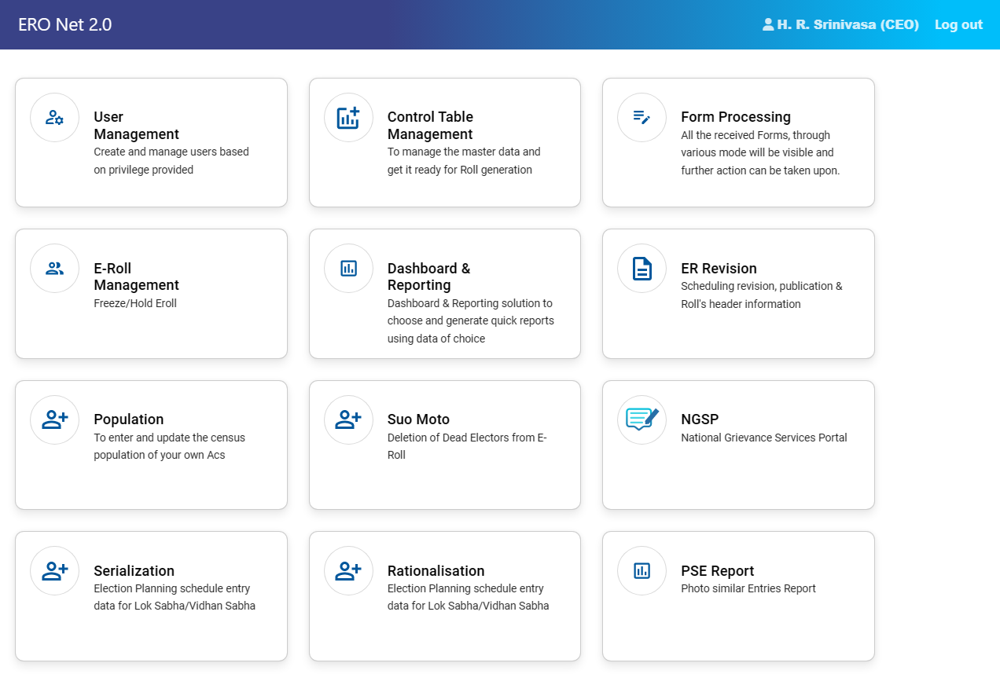 ERO Net 2.0
H. R. Srinivasa (CEO) Log out
User
Management
Create and manage users based
on privilege provided
Control Table
Management
To manage the master data and
get it ready for Roll generation
Form Processing
All the received Forms, through
various mode will be visible and
further action can be taken upon.
E-Roll
Management
Freeze/Hold Eroll
Dashboard &
Reporting
Dashboard & Reporting solution to
choose and generate quick reports
using data of choice
ER Revision
Scheduling revision, publication &
Roll's header information
Population
To enter and update the census
population of your own Acs
Suo Moto
Deletion of Dead Electors from E-
Roll
NGSP
National Grievance Services Portal
Serialization
Election Planning schedule entry
data for Lok Sabha/Vidhan Sabha
Rationalisation
Election Planning schedule entry
data for Lok Sabha/Vidhan Sabha
PSE Report
Photo similar Entries Report